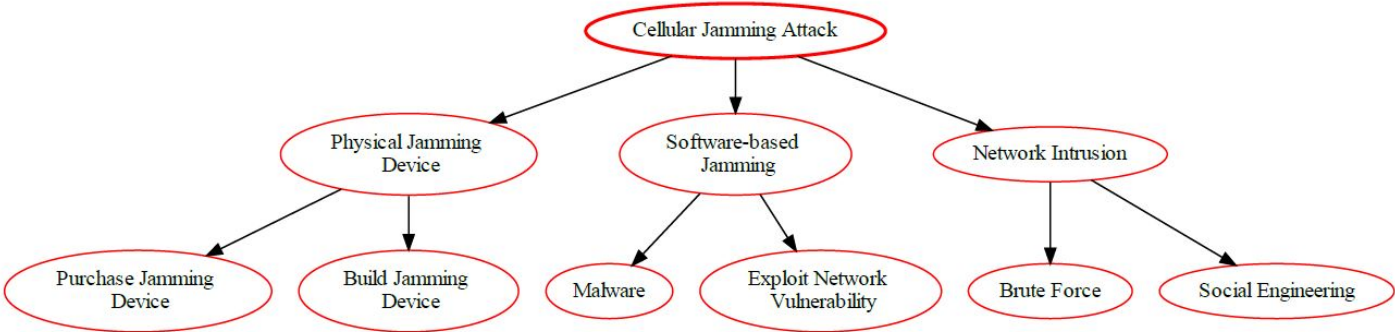 Cellular Jamming Attack
Physical Jamming
Device
Software-based
Jamming
Network Intrusion
Purchase Jamming
Device
Build Jamming
Device
Malware
Exploit Network
Vulnerability
Brute Force
Social Engineering